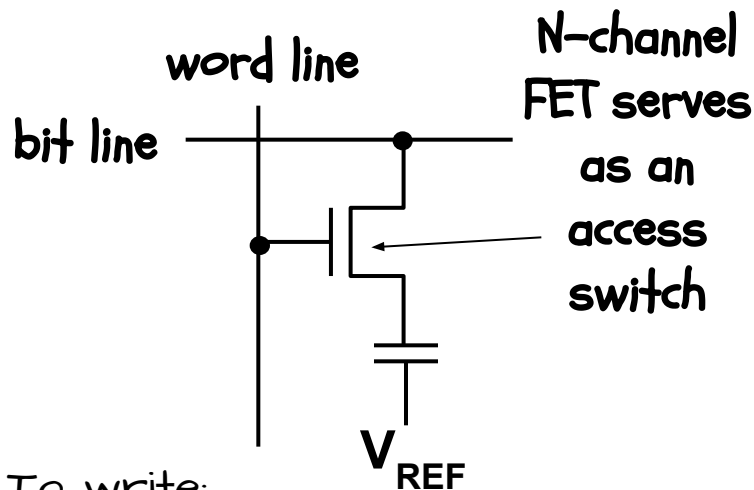 word line
bit line
N-channel
FET serves
as an
access
switch
VREF
To write: